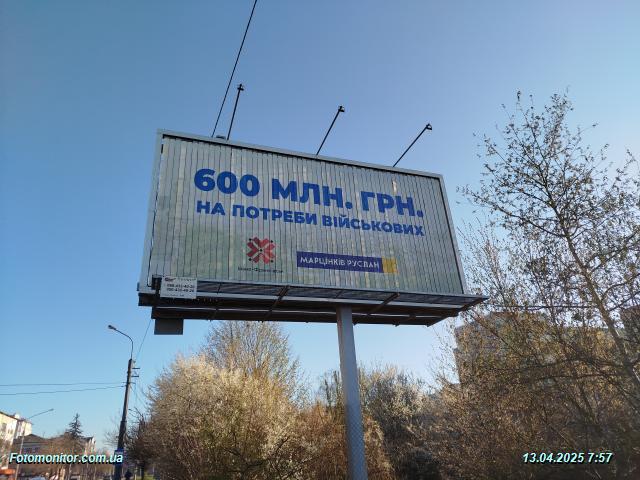 600 МЛН. ГРН.
НА ПОТРЕБИ ВІЙСЬКОВИХ
МАРЦІНКІВ РУСЛАН
Fotomonitor.com.ua
13.04.2025 7:57